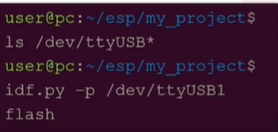 user@pc:~/esp/my_project$
ls /dev/ttyUSB*
user@pc:~/esp/my_project$
idf.py -p /dev/ttyUSB1
flash